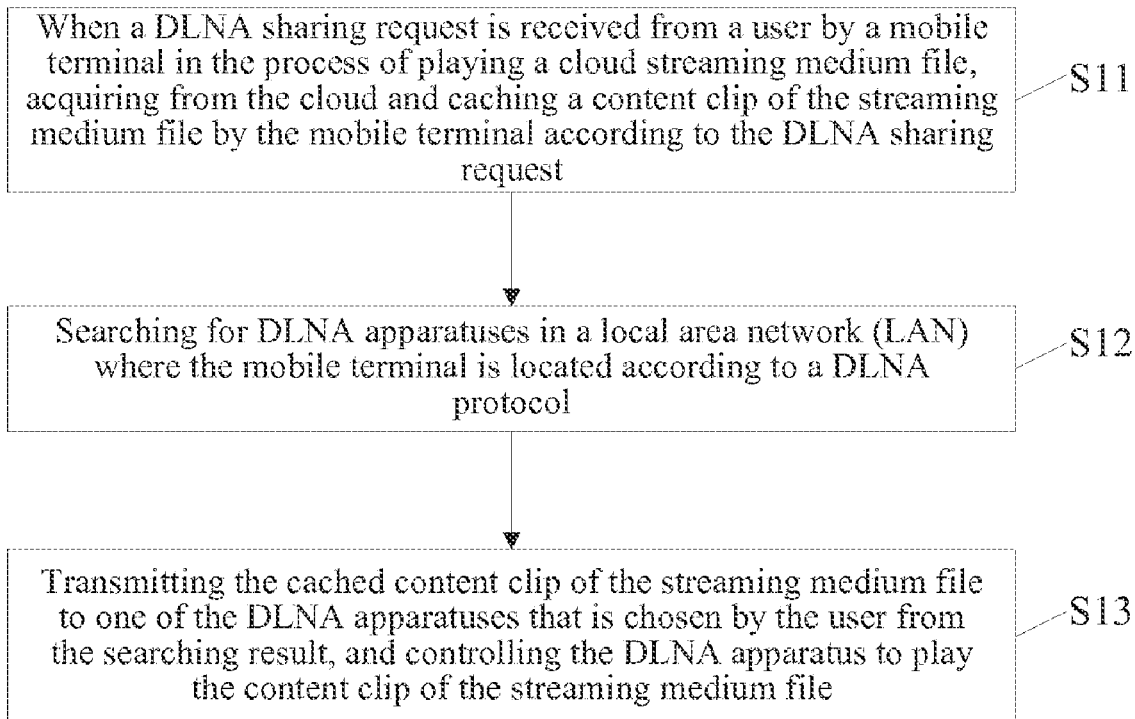 When a DLNA sharing request is received from a user by a mobile
terminal in the process of playing a cloud streaming medium file,
acquiring from the cloud and caching a content clip of the streaming
medium file by the mobile terminal according to the DLNA sharing
request
S11
Searching for DLNA apparatuses in a local area network (LAN)
where the mobile terminal is located according to a DLNA
protocol
S12
Transmitting the cached content clip of the streaming medium file
to one of the DLNA apparatuses that is chosen by the user from
the searching result, and controlling the DLNA apparatus to play
the content clip of the streaming medium file
S13